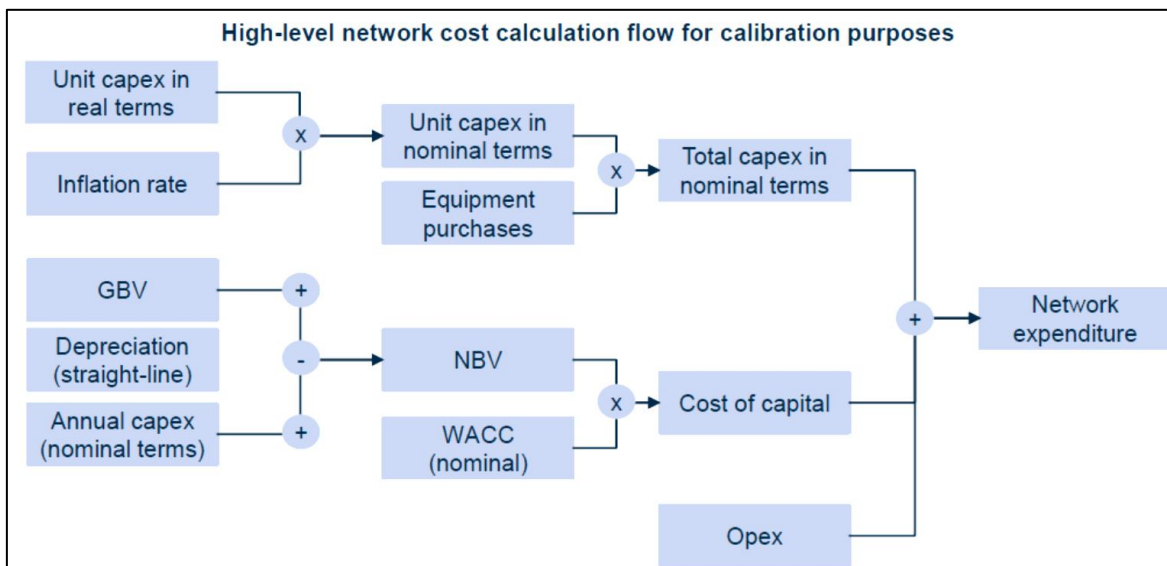 High-level network cost calculation flow for calibration purposes
Unit capex in
real terms
x
Inflation rate
Unit capex in
nominal terms
x
Equipment
purchases
Total capex in
nominal terms
GBV
+
Depreciation
(straight-line)
-
Annual capex
(nominal terms)
+
NBV
x
WACC
(nominal)
Cost of capital
Opex
+
Network
expenditure